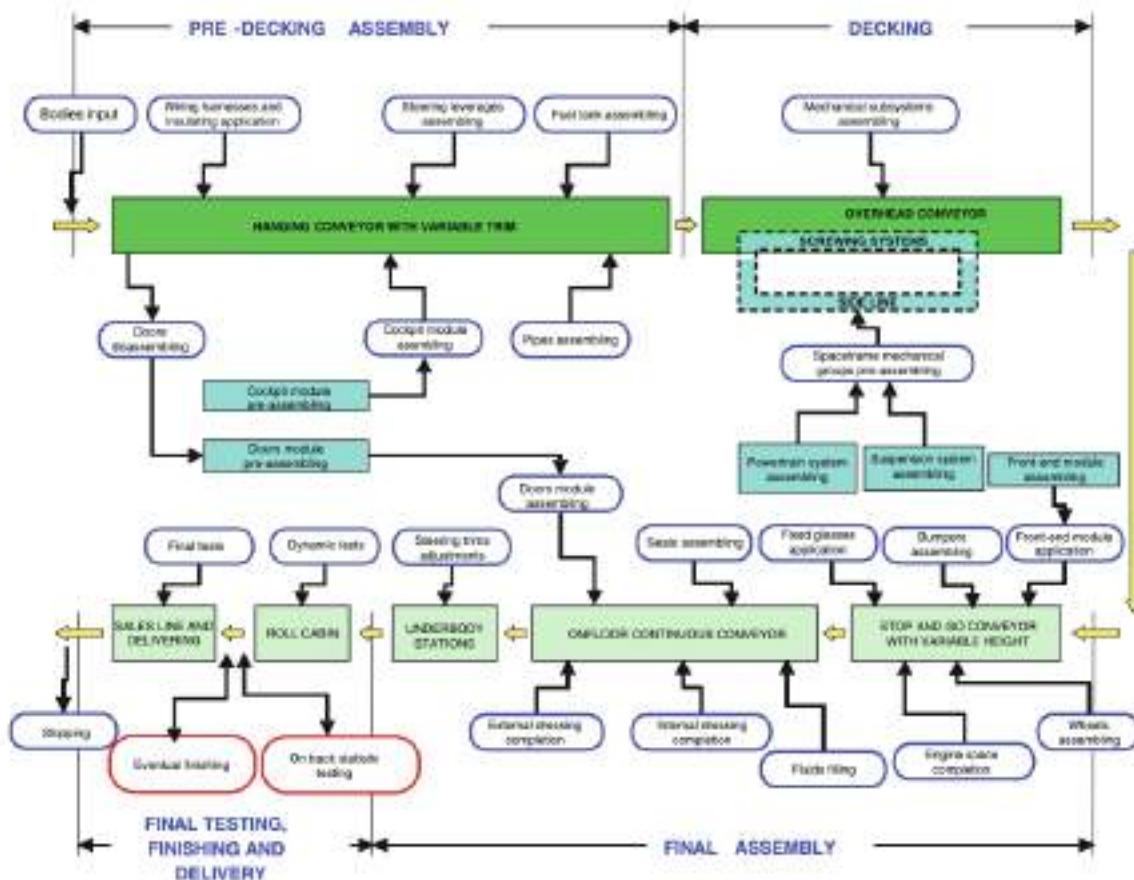 PRE -DECKING ASSEMBLY
DECKING
Bodies input
Wiring harnesses and
insulating application
Steering leverages
assembling
Fuel tank assembling
Mechanical subsystems
assembling
HANGING CONVEYOR WITH VARIABLE TRIM
OVERHEAD CONVEYOR
SCREWING SYSTEMS
SIDE LINE
Doors
disassembling
Cockpit module
assembling
Pipes assembling
Spaceframe mechanical
groups pre-assembling
Cockpit module
pre-assembling
Doors module
pre-assembling
Powertrain system
assembling
Suspension system
assembling
Front-end module
assembling
Doors module
assembling
Final tests
Dynamic tests
Steering trims
adjustments
Seats assembling
Fixed glasses
application
Bumpers
assembling
Front-end module
application
SALES LINE AND
DELIVERING
ROLL CABIN
UNDERBODY
STATIONS
ONFLOOR CONTINUOUS CONVEYOR
STOP AND GO CONVEYOR
WITH VARIABLE HEIGHT
Shipping
Eventual finishing
On track statistic
testing
External dressing
completion
Internal dressing
completion
Fluids filling
Engine space
completion
Wheels
assembling
FINAL TESTING,
FINISHING AND
DELIVERY
FINAL ASSEMBLY